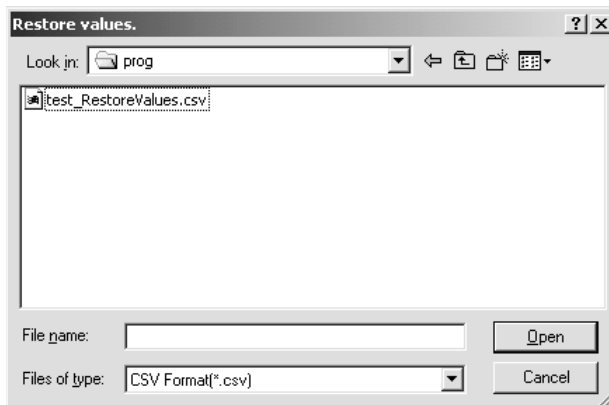 Restore values.
Look in: prog
test_RestoreValues.csv
File name: Open
Files of type: CSV Format(*.csv) Cancel